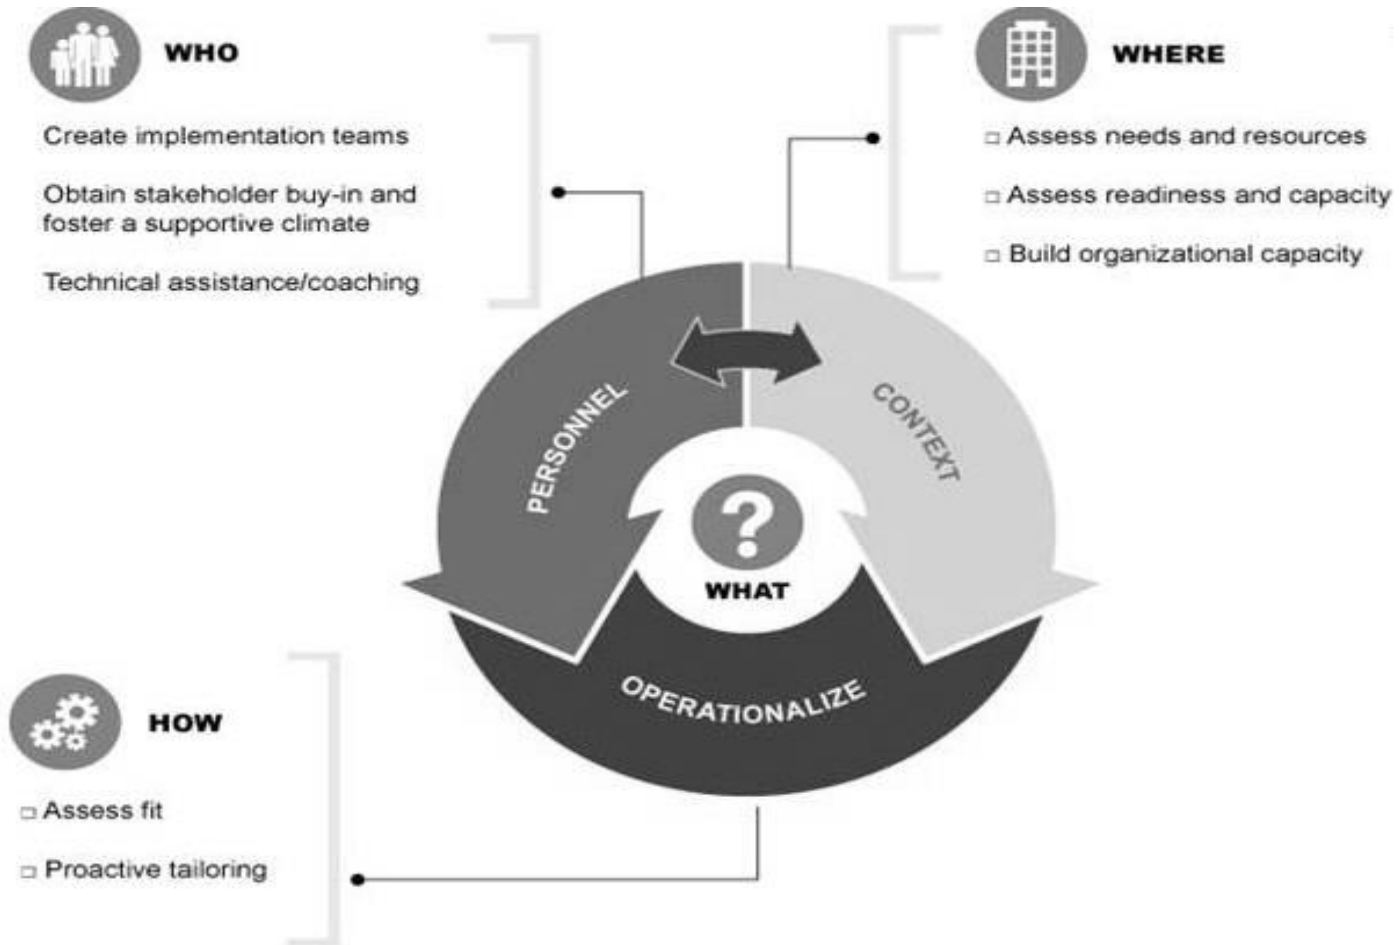 WHO
Create implementation teams
Obtain stakeholder buy-in and
foster a supportive climate
Technical assistance/coaching
WHERE
Assess needs and resources
Assess readiness and capacity
Build organizational capacity
PERSONNEL
CONTEXT
?
WHAT
OPERATIONALIZE
HOW
Assess fit
Proactive tailoring